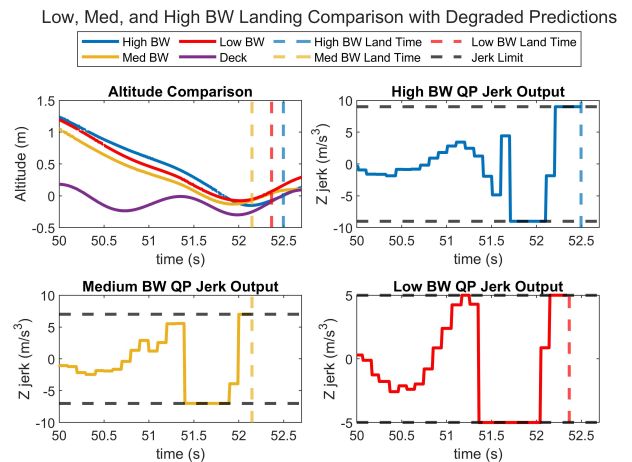 Low, Med, and High BW Landing Comparison with Degraded Predictions
High BW Low BW High BW Land Time Low BW Land Time
Med BW Deck Med BW Land Time Jerk Limit
Altitude Comparison
Altitude (m)
1.5
1
0.5
0
-0.5
50 50.5 51 51.5 52 52.5
time (s)
High BW QP Jerk Output
Z jerk (m/s³)
10
5
0
-5
-10
50 50.5 51 51.5 52 52.5
time (s)
Medium BW QP Jerk Output
Z jerk (m/s³)
10
5
0
-5
-10
50 50.5 51 51.5 52 52.5
time (s)
Low BW QP Jerk Output
Z jerk (m/s³)
5
0
-5
50 50.5 51 51.5 52 52.5
time (s)